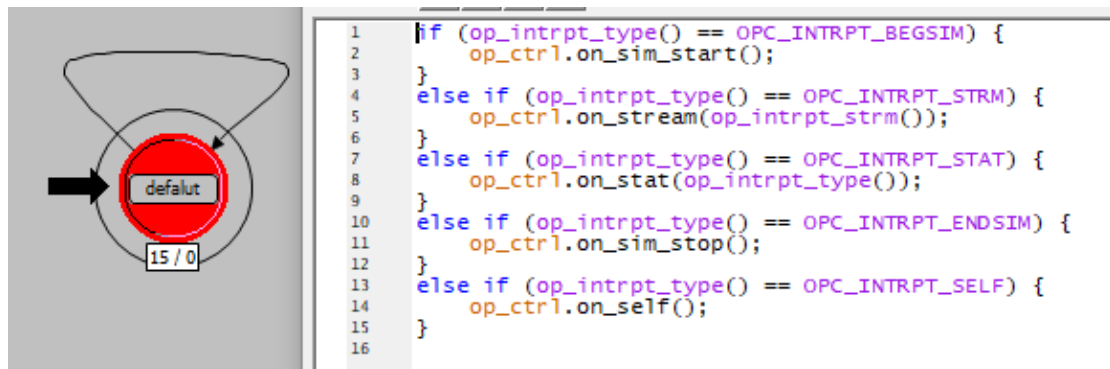 defalut
15 / 0
1 if (op_intrpt_type() == OPC_INTRPT_BEGSIM) {
2 op_ctrl.on_sim_start();
3 }
4 else if (op_intrpt_type() == OPC_INTRPT_STRM) {
5 op_ctrl.on_stream(op_intrpt_strm());
6 }
7 else if (op_intrpt_type() == OPC_INTRPT_STAT) {
8 op_ctrl.on_stat(op_intrpt_type());
9 }
10 else if (op_intrpt_type() == OPC_INTRPT_ENDSIM) {
11 op_ctrl.on_sim_stop();
12 }
13 else if (op_intrpt_type() == OPC_INTRPT_SELF) {
14 op_ctrl.on_self();
15 }
16